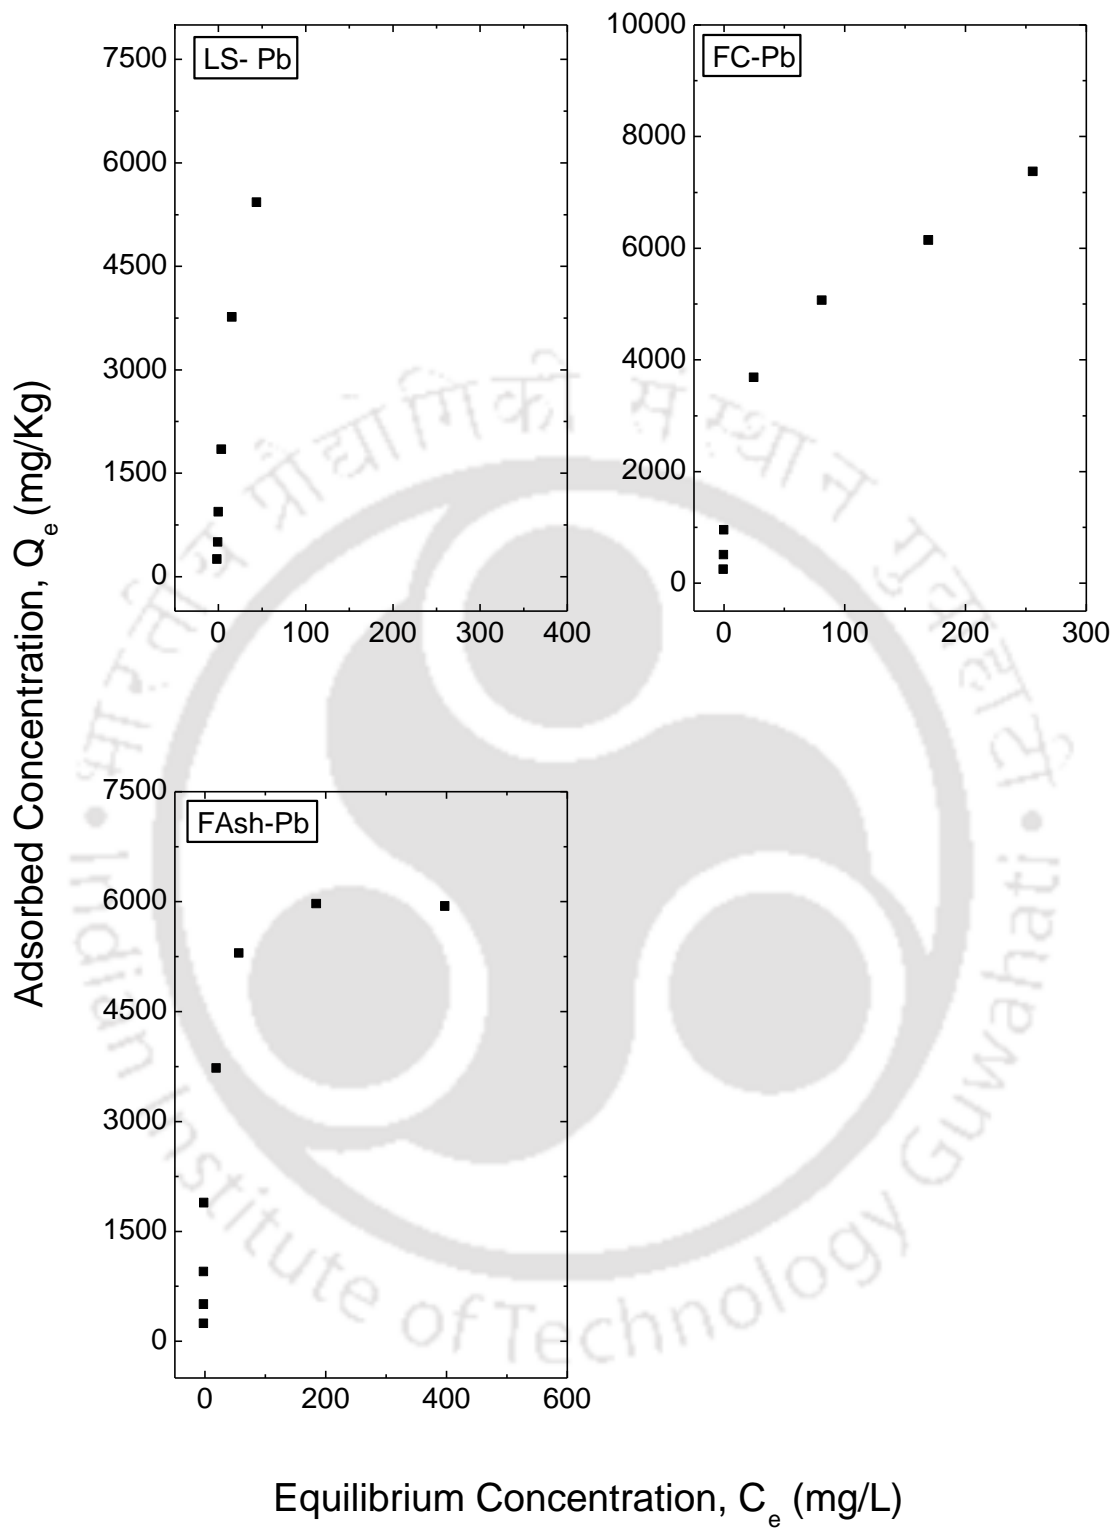 LS- Pb
7500
6000
4500
3000
1500
0
0 100 200 300 400
FC-Pb
10000
8000
6000
4000
2000
0
0 100 200 300
FAsh-Pb
7500
6000
4500
3000
1500
0
0 200 400 600
Adsorbed Concentration, Qe (mg/Kg)
Equilibrium Concentration, Ce (mg/L)
भारतीय प्रौद्योगिकी संस्थान गुवाहाटी
Indian Institute of Technology Guwahati